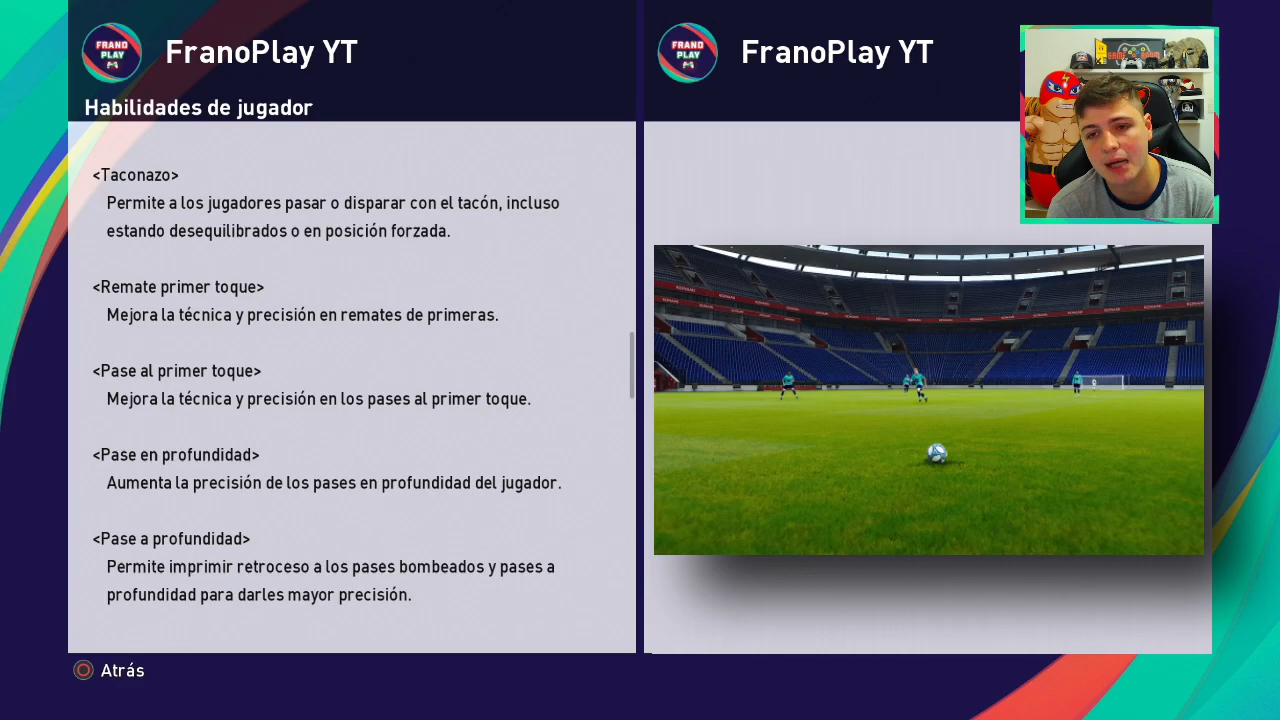 FRANO
PLAY
FranoPlay YT
Habilidades de jugador
<Taconazo>
Permite a los jugadores pasar o disparar con el tacón, incluso
estando desequilibrados o en posición forzada.
<Remate primer toque>
Mejora la técnica y precisión en remates de primeras.
<Pase al primer toque>
Mejora la técnica y precisión en los pases al primer toque.
<Pase en profundidad>
Aumenta la precisión de los pases en profundidad del jugador.
<Pase a profundidad>
Permite imprimir retroceso a los pases bombeados y pases a
profundidad para darles mayor precisión.
Atrás
FRANO
PLAY
FranoPlay YT
GAME ROOM